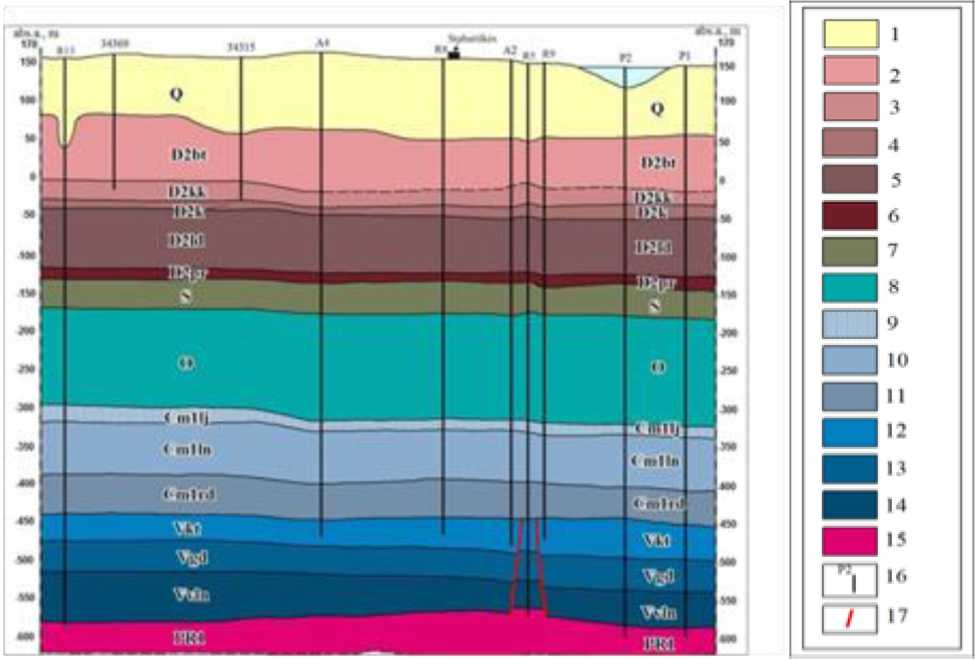 abs.a., m
abs.a., m
170
170
R13
34369
34315
A4
R8
A2
R5
R9
P2
P1
150
150
100
100
50
50
0
0
-50
-50
-100
-100
-150
-150
-200
-200
-250
-250
-300
-300
-350
-350
-400
-400
-450
-450
-500
-500
-550
-550
-600
-600
Q
Q
D2bt
D2bt
D2kk
D2kk
D2k
D2k
D2ld
D2ld
D2pr
D2pr
S
S
O
O
Cm1lj
Cm1lj
Cm1ln
Cm1ln
Cm1rd
Cm1rd
Vkt
Vkt
Vgd
Vgd
Vvln
Vvln
PR1
PR1
1
2
3
4
5
6
7
8
9
10
11
12
13
14
15
P2
16
17